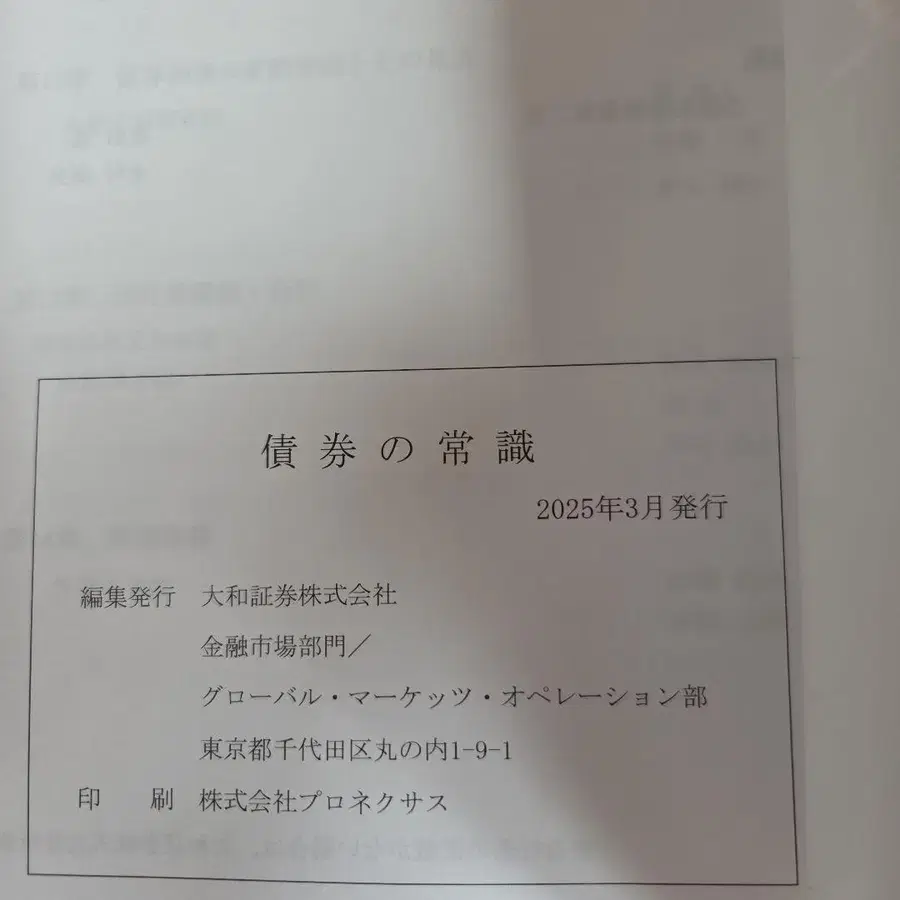 債券の常識
2025年3月発行
編集発行 大和証券株式会社
金融市場部門／
グローバル・マーケッツ・オペレーション部
東京都千代田区丸の内1-9-1
印 刷 株式会社プロネクサス